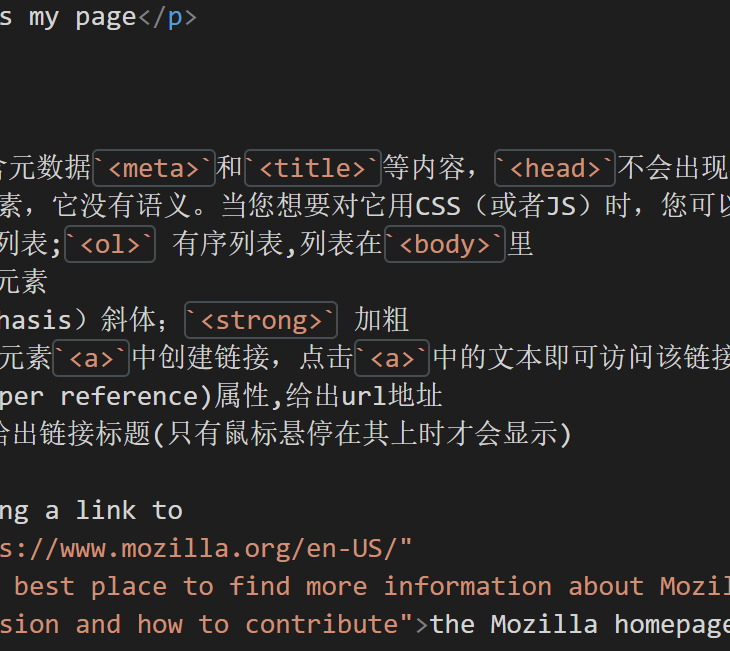 s my page</p>
含元数据`<meta>`和`<title>`等内容，`<head>`不会出现
素，它没有语义。当您想要对它用CSS（或者JS）时，您可以
列表;`<ol>` 有序列表,列表在`<body>`里
元素
hasis）斜体；`<strong>` 加粗
元素`<a>`中创建链接，点击`<a>`中的文本即可访问该链接
per reference)属性,给出url地址
给出链接标题(只有鼠标悬停在其上时才会显示)
ng a link to
s://www.mozilla.org/en-US/"
best place to find more information about Mozil
sion and how to contribute">the Mozilla homepage